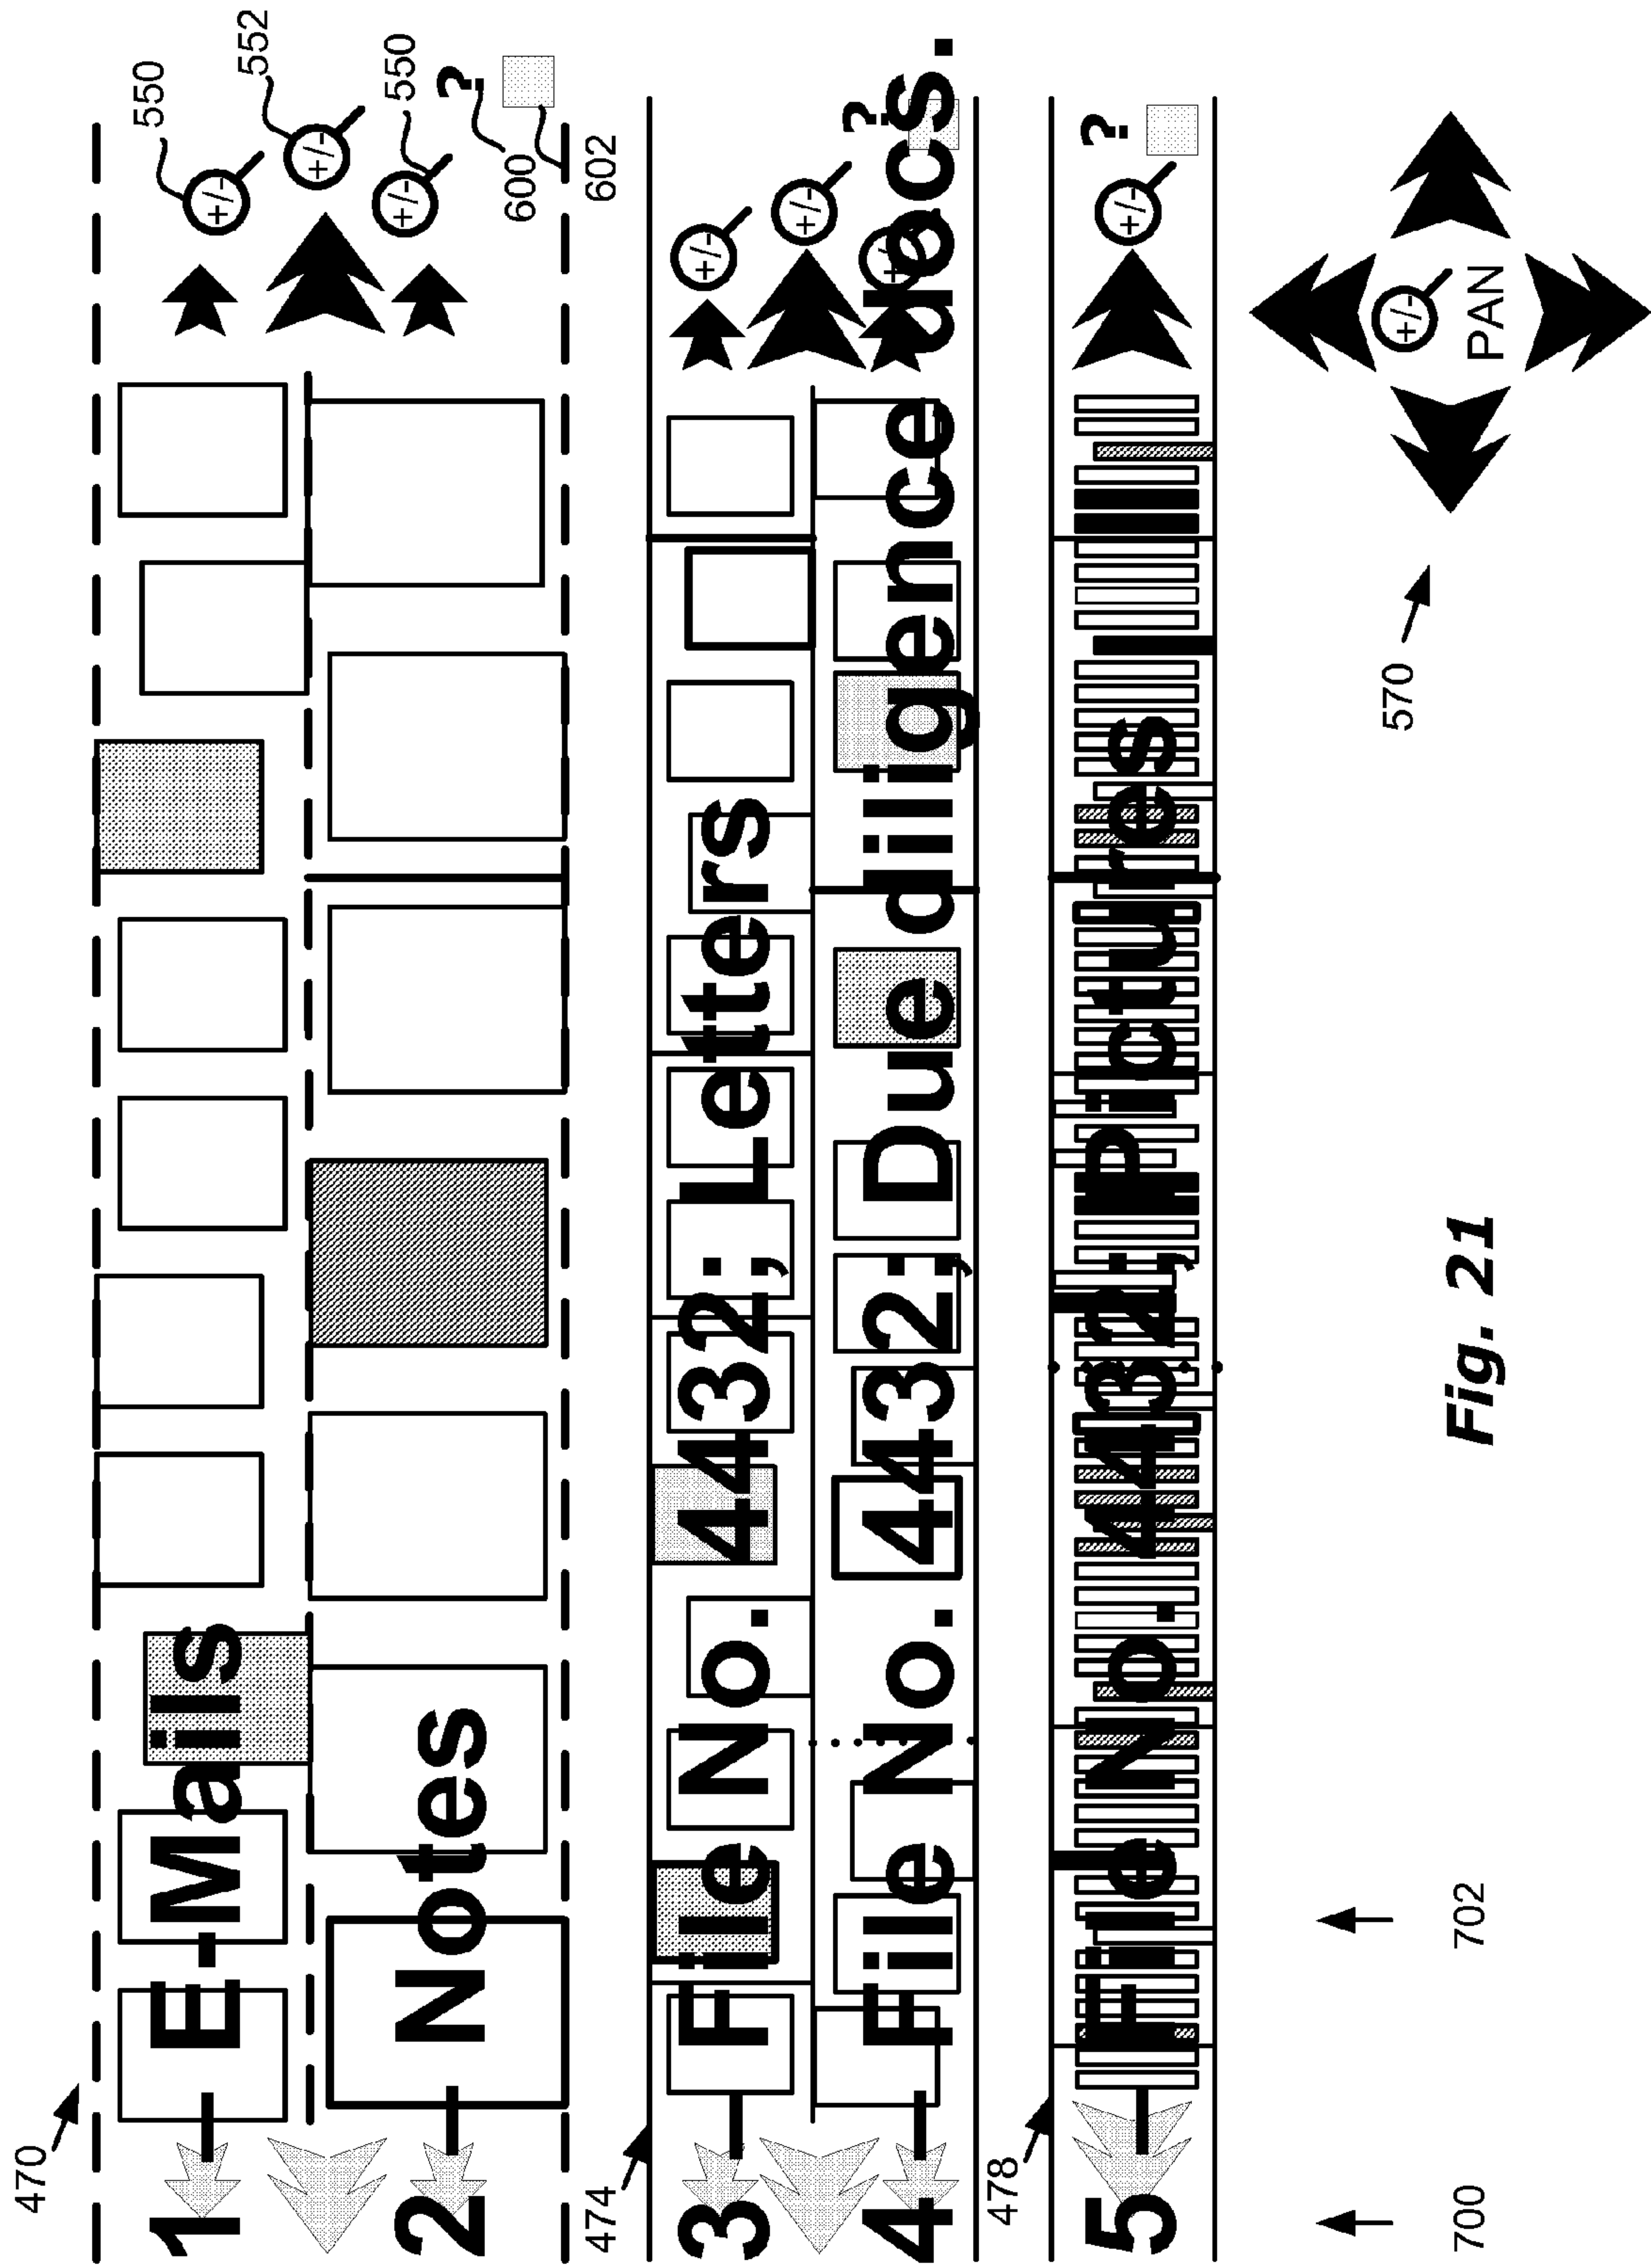 470
550
1 – E-Mails +/-
552
+/-
550
+/-
2 – Notes ?
600
602
474
3 – File No. 4432; Letters +/-
+/-
?
4 – File No. 4432; Due diligence decs. +/-
478
5 – File No. 4432; Pictures +/- ?
570
+/-
PAN
700 702
Fig. 21